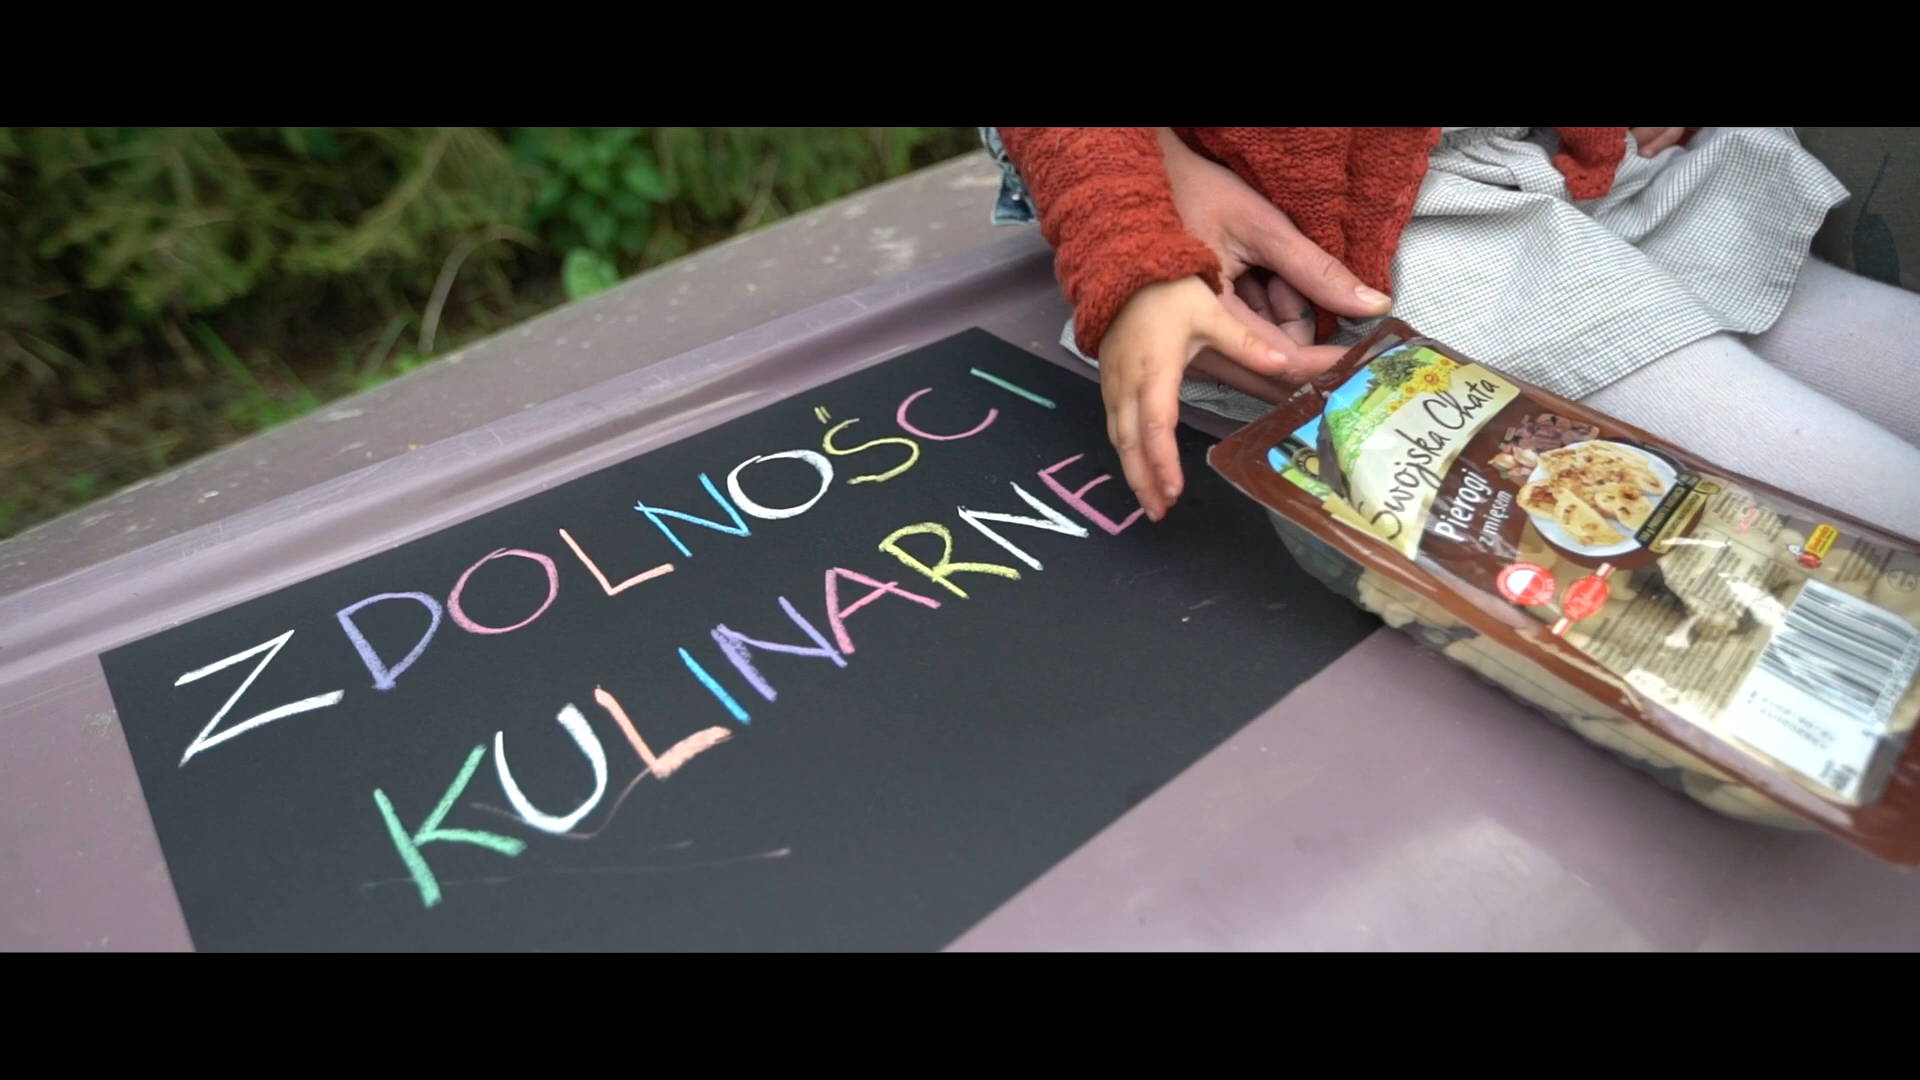 ZDOLNOŚCI
KULINARNE
Swojska Chata
Pierogi
z mięsem